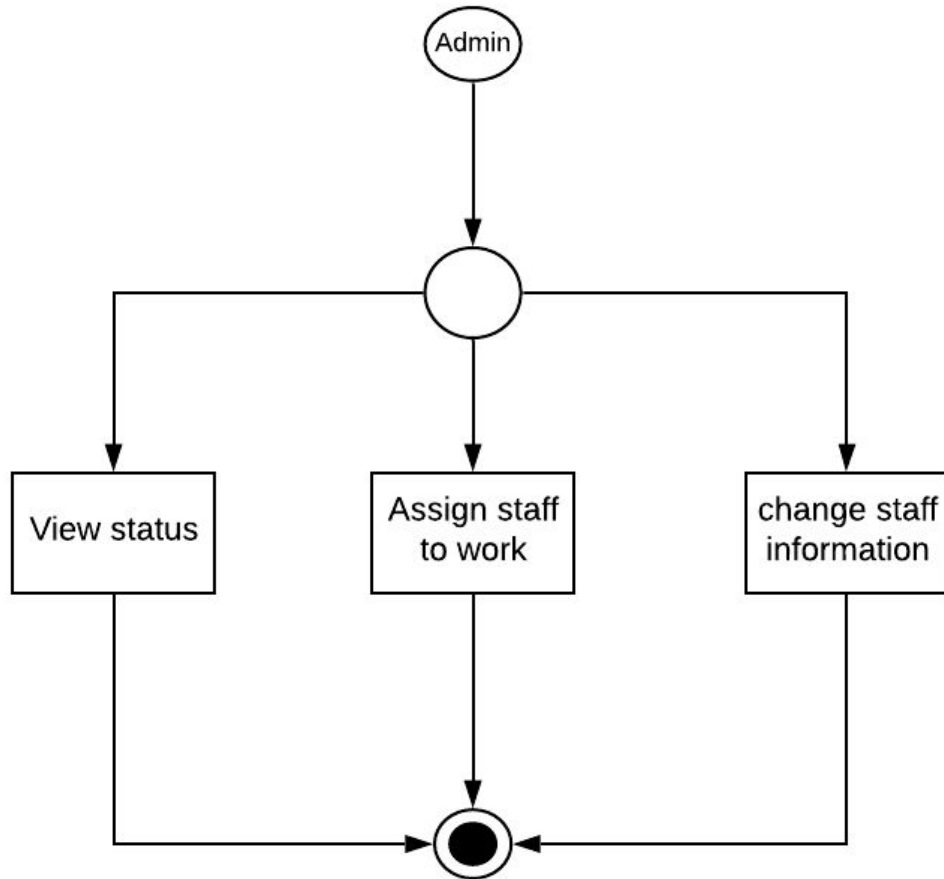 Admin
View status
Assign staff
to work
change staff
information